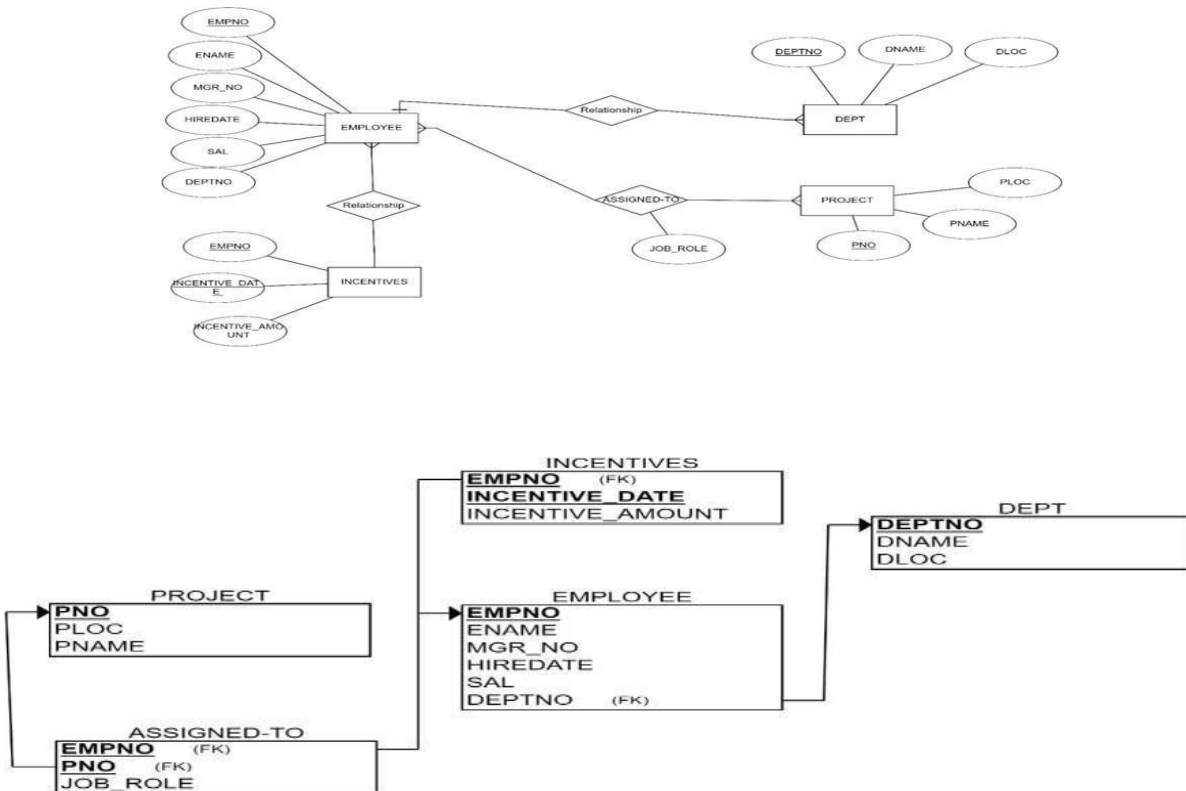 EMPNO
ENAME
MGR_NO
HIREDATE
SAL
DEPTNO
EMPLOYEE
Relationship
DEPTNO
DNAME
DLOC
DEPT
Relationship
ASSIGNED-TO
JOB_ROLE
PROJECT
PLOC
PNAME
PNO
EMPNO
INCENTIVE_DAT
E
INCENTIVE_AMO
UNT
INCENTIVES
INCENTIVES
EMPNO (FK)
INCENTIVE_DATE
INCENTIVE_AMOUNT
DEPT
DEPTNO
DNAME
DLOC
PROJECT
PNO
PLOC
PNAME
EMPLOYEE
EMPNO
ENAME
MGR_NO
HIREDATE
SAL
DEPTNO (FK)
ASSIGNED-TO
EMPNO (FK)
PNO (FK)
JOB_ROLE